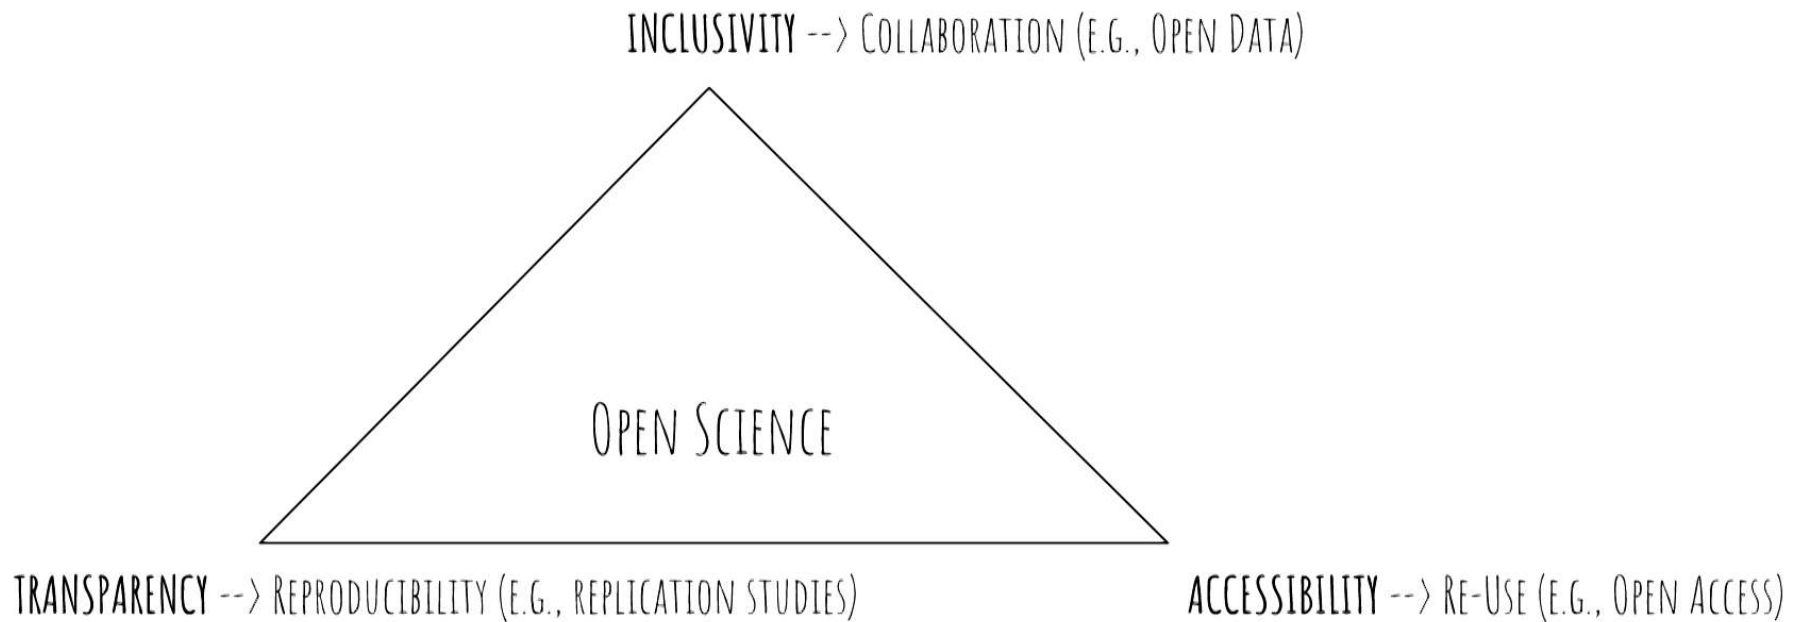 INCLUSIVITY --> COLLABORATION (E.G., OPEN DATA)
OPEN SCIENCE
TRANSPARENCY --> REPRODUCIBILITY (E.G., REPLICATION STUDIES)
ACCESSIBILITY --> RE-USE (E.G., OPEN ACCESS)